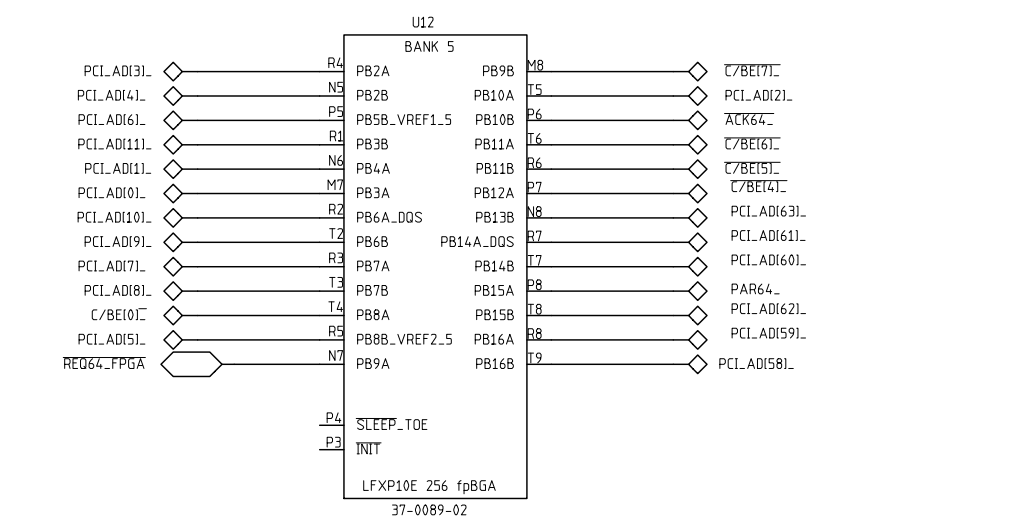 U12
BANK 5
PCI_AD[3]_ R4 PB2A PB9B M8 C/BE[7]_
PCI_AD[4]_ N5 PB2B PB10A T5 PCI_AD[2]_
PCI_AD[6]_ P5 PB5B_VREF1_5 PB10B P6 ACK64_
PCI_AD[11]_ R1 PB3B PB11A T6 C/BE[6]_
PCI_AD[1]_ N6 PB4A PB11B R6 C/BE[5]_
PCI_AD[0]_ M7 PB3A PB12A P7 C/BE[4]_
PCI_AD[10]_ R2 PB6A_DQS PB13B N8 PCI_AD[63]_
PCI_AD[9]_ T2 PB6B PB14A_DQS R7 PCI_AD[61]_
PCI_AD[7]_ R3 PB7A PB14B T7 PCI_AD[60]_
PCI_AD[8]_ T3 PB7B PB15A P8 PAR64_
C/BE[0]_ T4 PB8A PB15B T8 PCI_AD[62]_
PCI_AD[5]_ R5 PB8B_VREF2_5 PB16A R8 PCI_AD[59]_
REQ64_FPGA N7 PB9A PB16B T9 PCI_AD[58]_
P4 SLEEP_TOE
P3 INIT
LFXP10E 256 fpBGA
37-0089-02